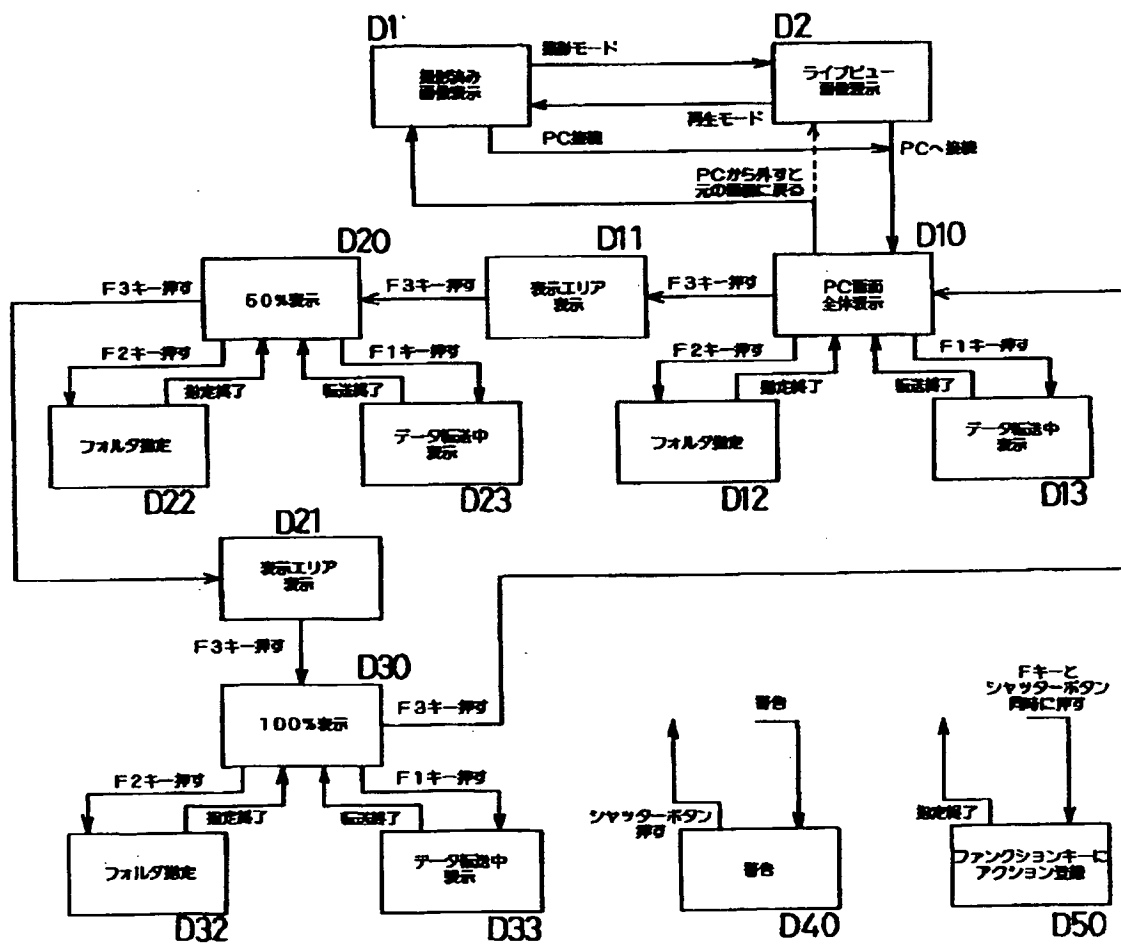 D1
D2
撮影済み
画像表示
撮影モード
ライブビュー
画像表示
再生モード
PC接続
PCへ接続
PCから外すと
元の画面に戻る
D20
D11
D10
F3キー押す
50%表示
F3キー押す
表示エリア
表示
F3キー押す
PC画面
全体表示
F2キー押す
F1キー押す
F2キー押す
F1キー押す
指定終了
転送終了
指定終了
転送終了
フォルダ指定
データ転送中
表示
フォルダ指定
データ転送中
表示
D22
D23
D12
D13
D21
表示エリア
表示
F3キー押す
D30
100%表示
F3キー押す
F2キー押す
F1キー押す
指定終了
転送終了
フォルダ指定
データ転送中
表示
D32
D33
警告
シャッターボタン
押す
警告
D40
Fキーと
シャッターボタン
同時に押す
指定終了
ファンクションキーに
アクション登録
D50